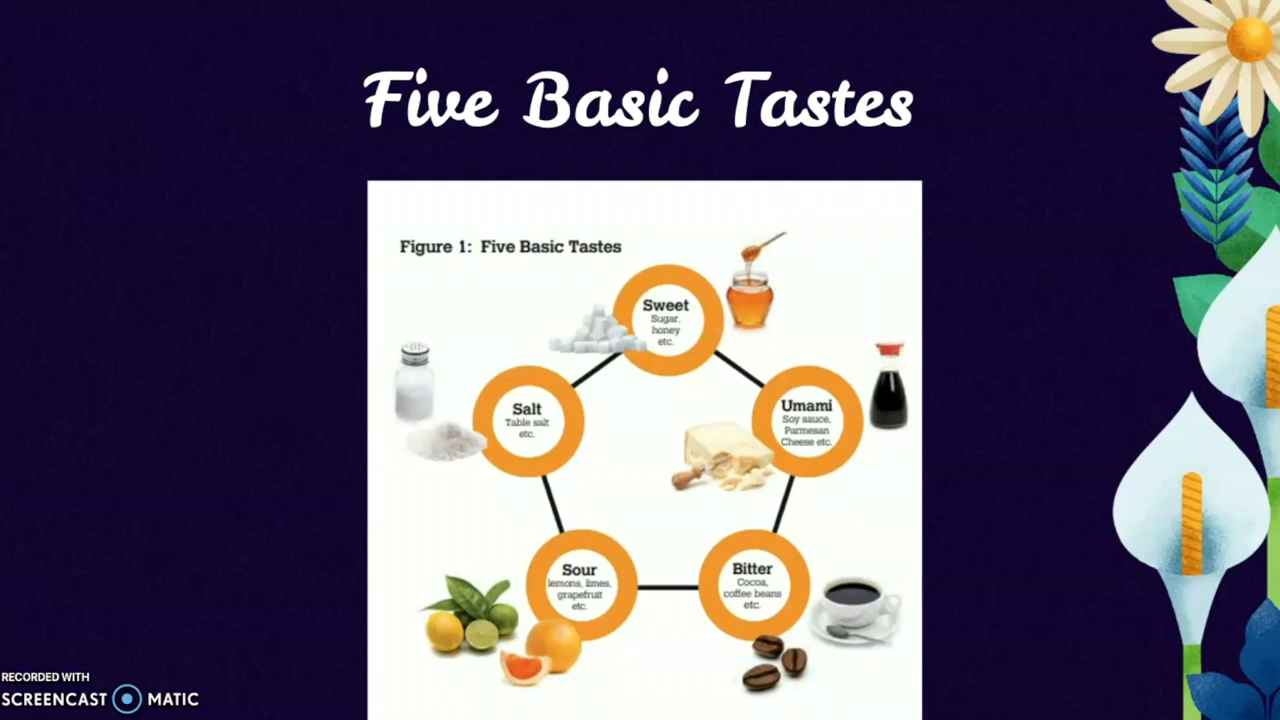 Five Basic Tastes
Figure 1: Five Basic Tastes
Sweet
Sugar,
honey
etc.
Salt
Table salt
etc.
Umami
Soy sauce,
Parmesan
Cheese etc.
Sour
lemons, limes,
grapefruit
etc.
Bitter
Cocoa,
coffee beans
etc.
RECORDED WITH
SCREENCAST MATIC